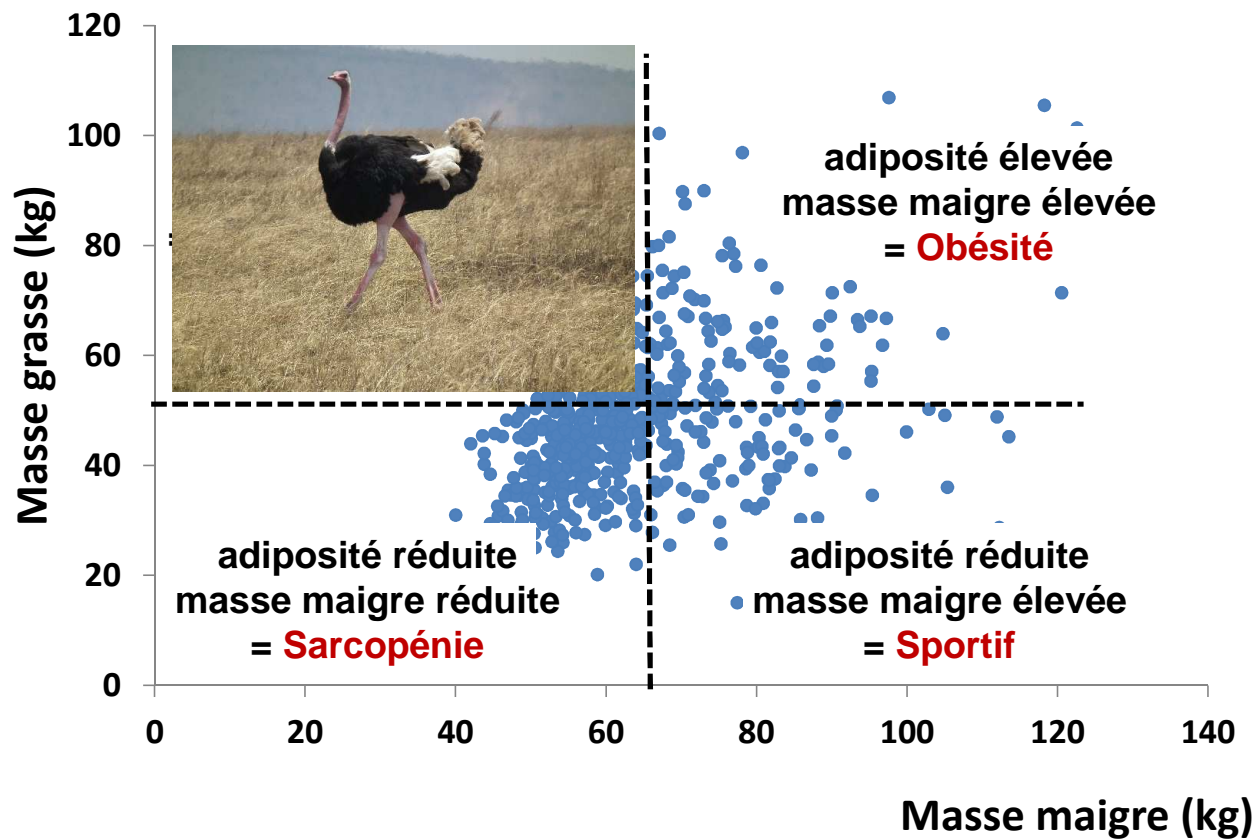 120
100
80
60
40
20
0
Masse grasse (kg)
adiposité élevée
masse maigre élevée
= Obésité
adiposité réduite
masse maigre réduite
= Sarcopénie
adiposité réduite
masse maigre élevée
= Sportif
0 20 40 60 80 100 120 140
Masse maigre (kg)